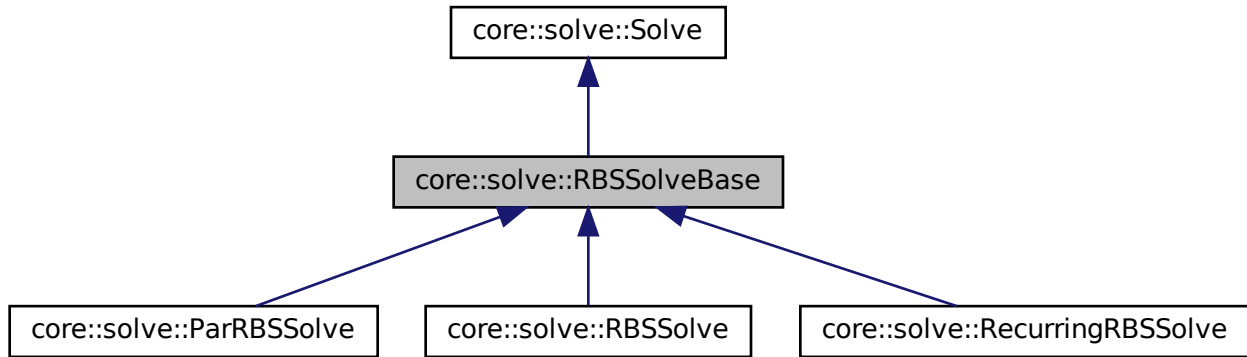 core::solve::Solve
core::solve::RBSSolveBase
core::solve::ParRBSSolve
core::solve::RBSSolve
core::solve::RecurringRBSSolve